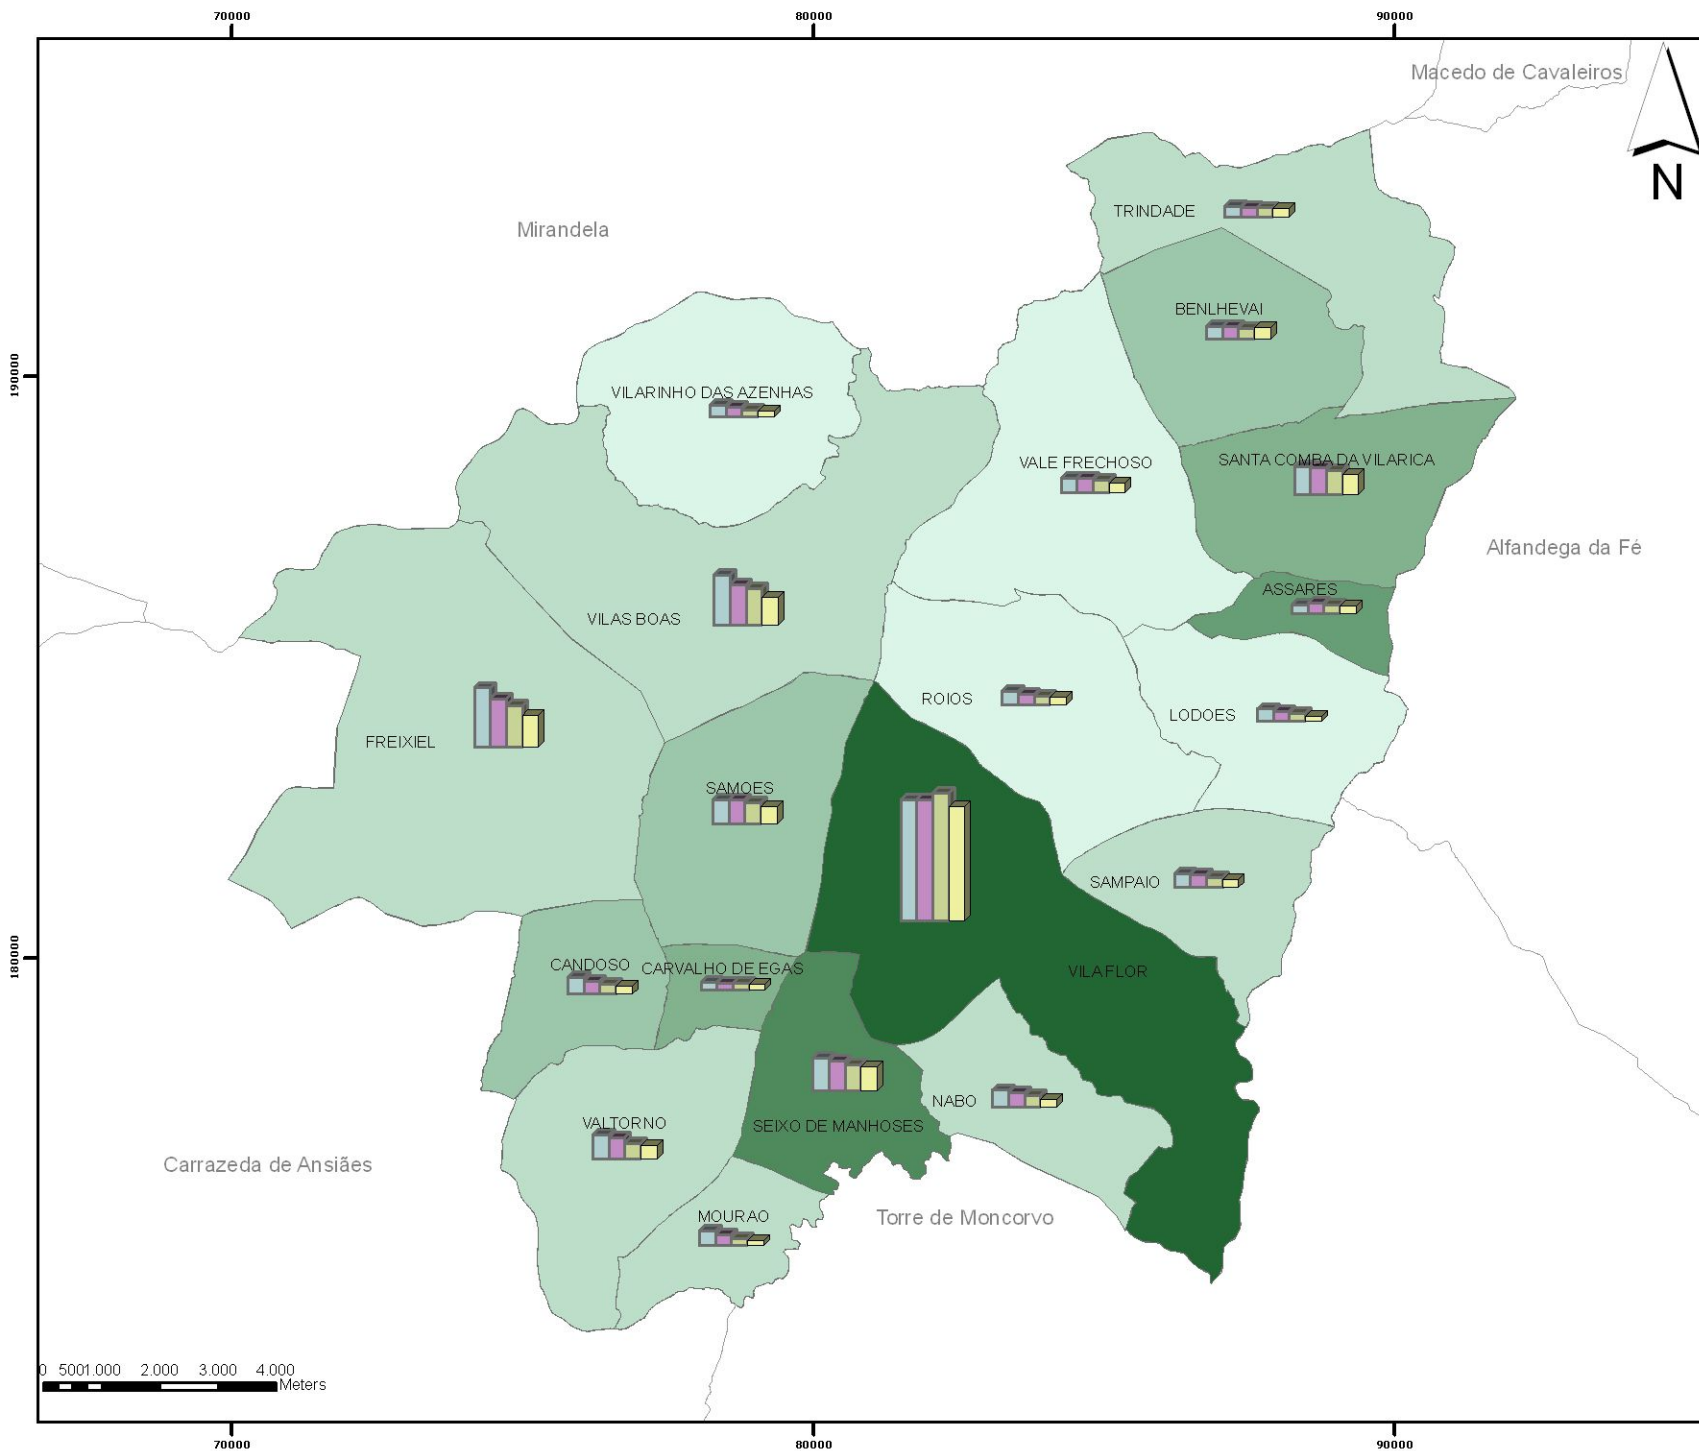 70000 80000 90000
Macedo de Cavaleiros
N
TRINDADE
Mirandela
BENLHEVAI
190000
VILARINHO DAS AZENHAS
SANTA COMBA DA VILARICA
VALE FRECHOSO
Alfandega da Fé
ASSARES
VILAS BOAS
ROIOS
LODOES
FREIXIEL
SAMOES
SAMPAIO
180000
CANDOSO
CARVALHO DE EGAS
VILA FLOR
NABO
VALTORNO
SEIXO DE MANHOSES
Carrazeda de Ansiães
MOURAO
Torre de Moncorvo
0 500 1.000 2.000 3.000 4.000
Meters
70000 80000 90000